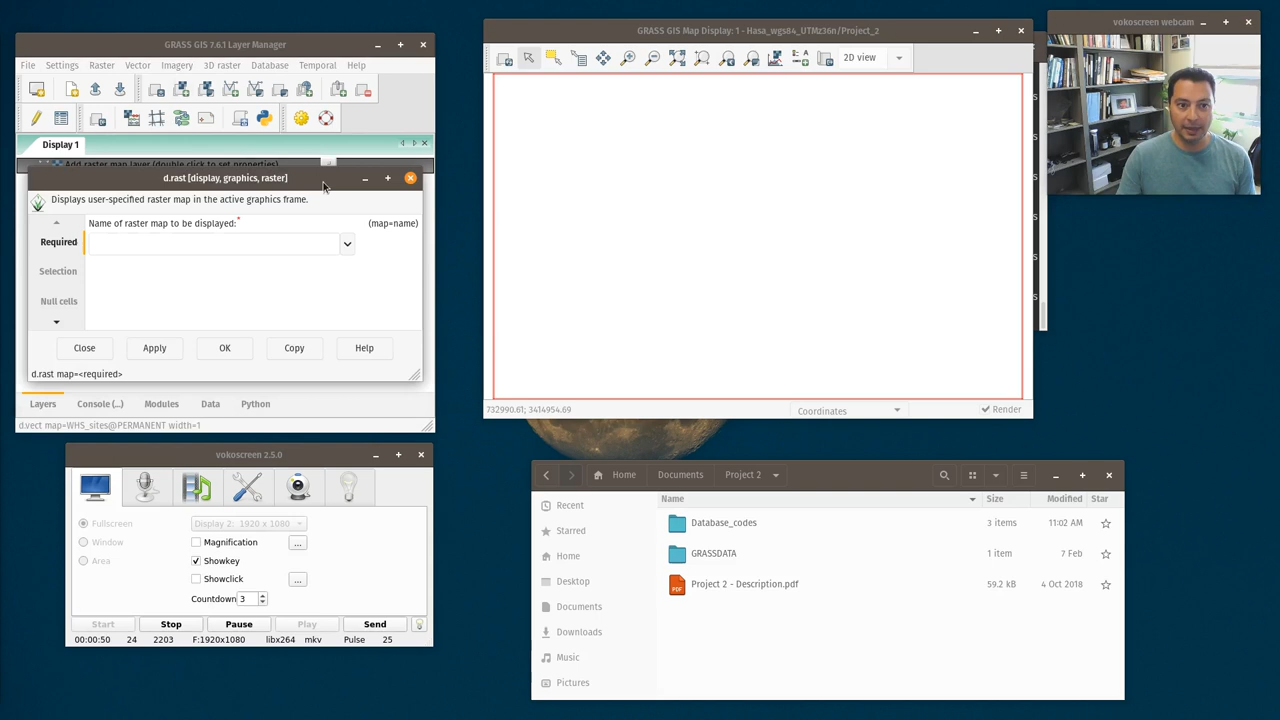 GRASS GIS 7.6.1 Layer Manager
File Settings Raster Vector Imagery 3D raster Database Temporal Help
Display 1
Add raster map layer (double click to set properties)
d.rast [display, graphics, raster]
Displays user-specified raster map in the active graphics frame.
Name of raster map to be displayed:* (map=name)
Required
Selection
Null cells
Close Apply OK Copy Help
d.rast map=<required>
Layers Console (...) Modules Data Python
d.vect map=WHS_sites@PERMANENT width=1
GRASS GIS Map Display: 1 - Hasa_wgs84_UTMz36n/Project_2
2D view
732990.61; 3414954.69
Coordinates
Render
vokoscreen webcam
vokoscreen 2.5.0
Fullscreen
Display 2: 1920 x 1080
Window
Magnification
...
Area
Showkey
Showclick
...
Countdown 3
Start Stop Pause Play Send
00:00:50 24 2203 F:1920x1080 libx264 mkv Pulse 25
Home Documents Project 2
Recent
Starred
Home
Desktop
Documents
Downloads
Music
Pictures
Name Size Modified Star
Database_codes 3 items 11:02 AM
GRASSDATA 1 item 7 Feb
Project 2 - Description.pdf 59.2 kB 4 Oct 2018
PDF